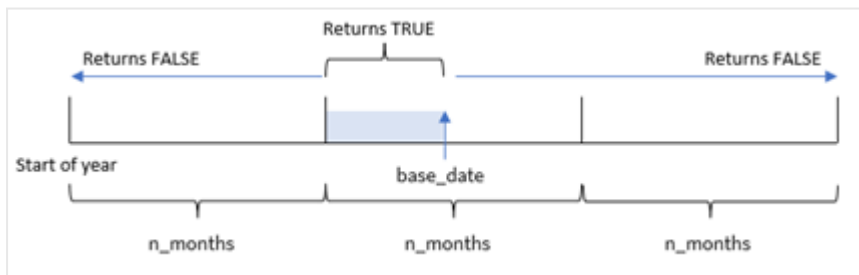 Returns TRUE
Returns FALSE
Returns FALSE
Start of year
base_date
n_months
n_months
n_months